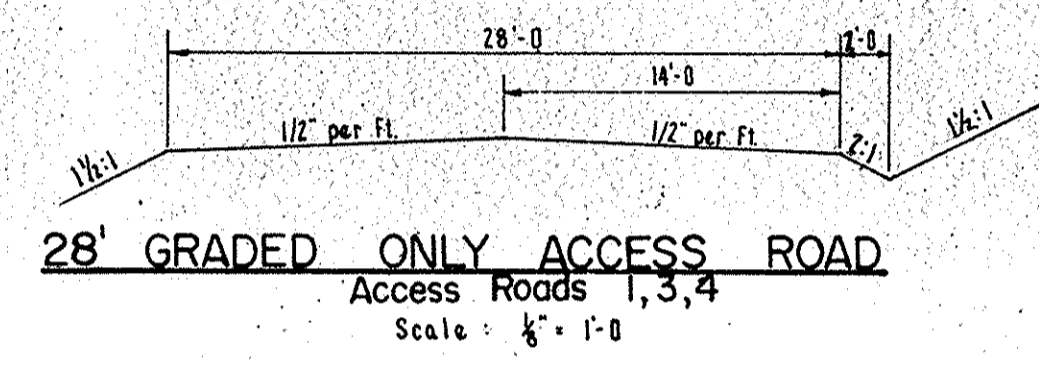 28'-0
2'-0
14'-0
1/2" per Ft.
1/2" per Ft.
1½:1
2:1
1½:1
28' GRADED ONLY ACCESS ROAD
Access Roads 1,3,4
Scale : ⅛" = 1'-0